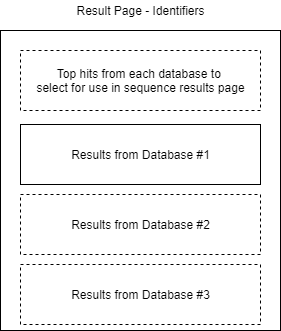 Result Page - Identifiers
Top hits from each database to
select for use in sequence results page
Results from Database #1
Results from Database #2
Results from Database #3